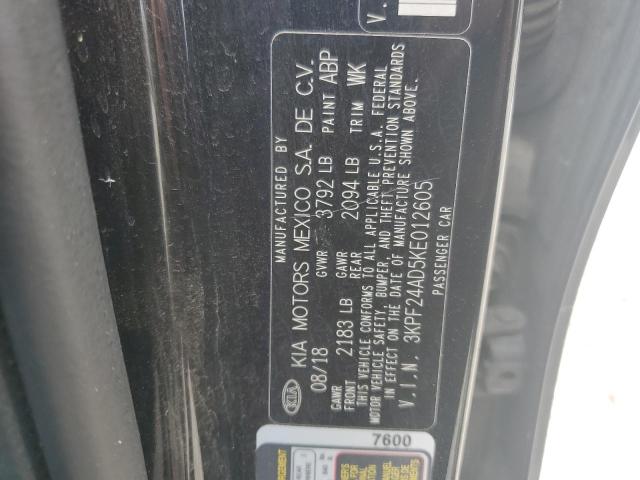 MANUFACTURED BY
KIA KIA MOTORS MEXICO S.A. DE C.V.
08/18 GVWR 3792 LB PAINT ABP
GAWR FRONT 2183 LB GAWR REAR 2094 LB TRIM WK
THIS VEHICLE CONFORMS TO ALL APPLICABLE U.S.A. FEDERAL
MOTOR VEHICLE SAFETY, BUMPER, AND THEFT PREVENTION STANDARDS
IN EFFECT ON THE DATE OF MANUFACTURE SHOWN ABOVE.
V.I.N. 3KPF24AD5KE012605
PASSENGER CAR
V.
7600